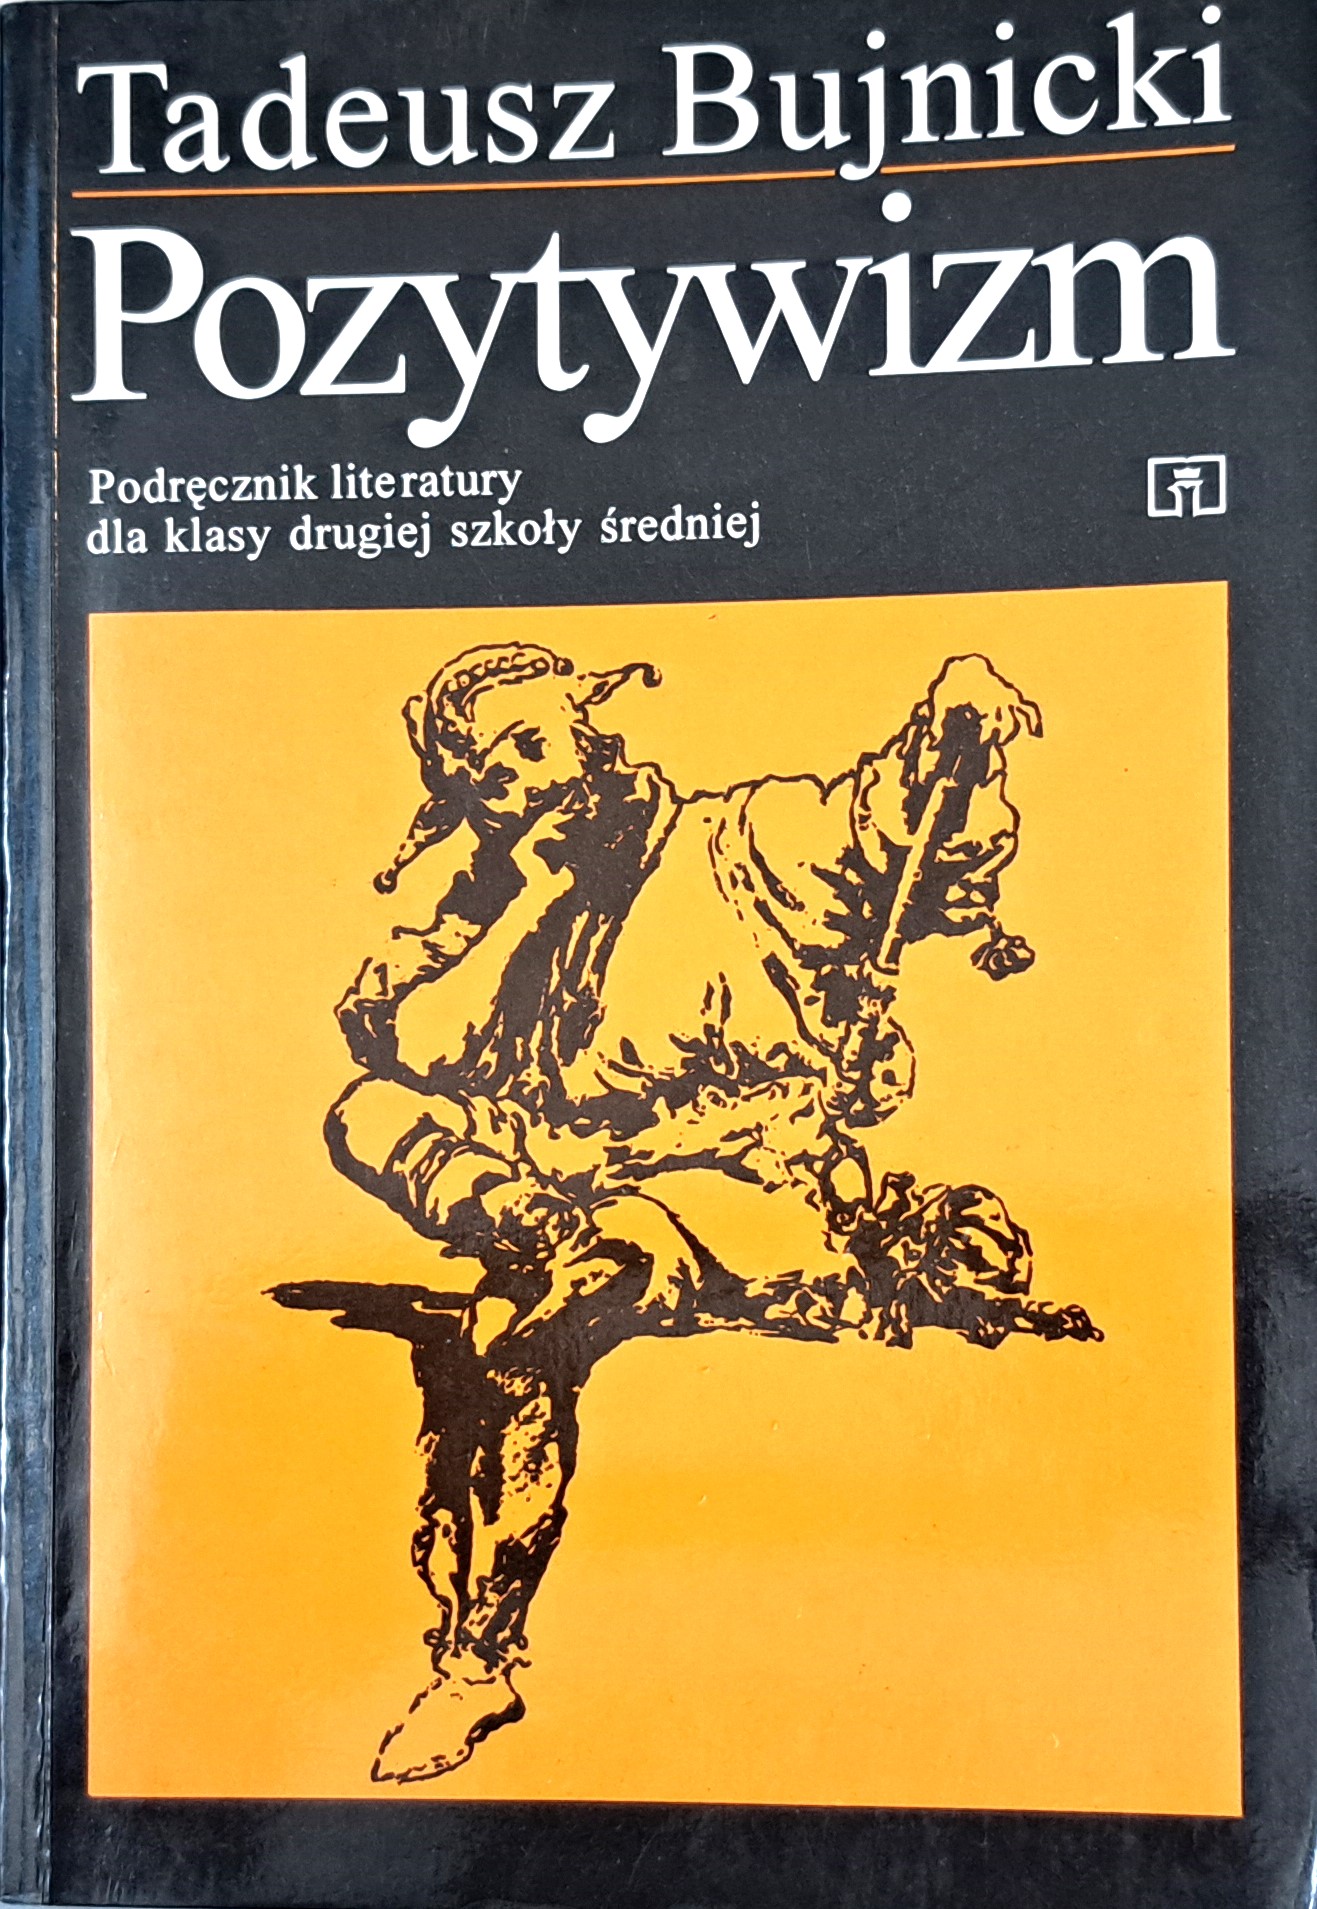 Tadeusz Bujnicki
Pozytywizm
Podręcznik literatury
dla klasy drugiej szkoły średniej